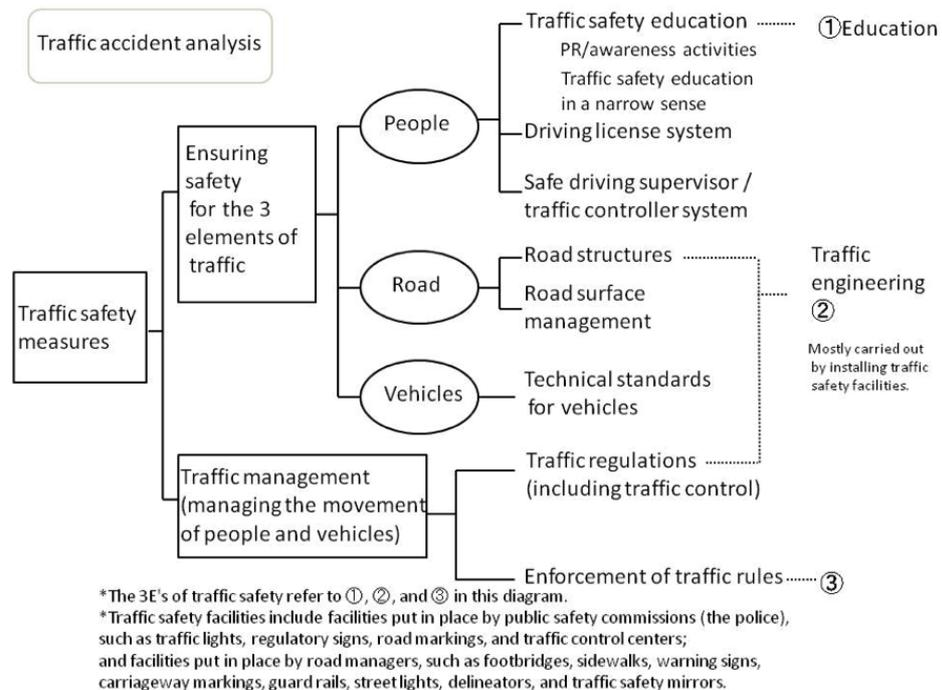 Traffic accident analysis
Traffic safety education
①Education
PR/awareness activities
Traffic safety education
in a narrow sense
People
Driving license system
Ensuring
safety
for the 3
elements of
traffic
Safe driving supervisor /
traffic controller system
Road
Road structures
Road surface
management
Traffic
engineering
②
Mostly carried out
by installing traffic
safety facilities.
Traffic safety
measures
Vehicles
Technical standards
for vehicles
Traffic management
(managing the movement
of people and vehicles)
Traffic regulations
(including traffic control)
Enforcement of traffic rules
③
*The 3E's of traffic safety refer to ①, ②, and ③ in this diagram.
*Traffic safety facilities include facilities put in place by public safety commissions (the police),
such as traffic lights, regulatory signs, road markings, and traffic control centers;
and facilities put in place by road managers, such as footbridges, sidewalks, warning signs,
carriageway markings, guard rails, street lights, delineators, and traffic safety mirrors.